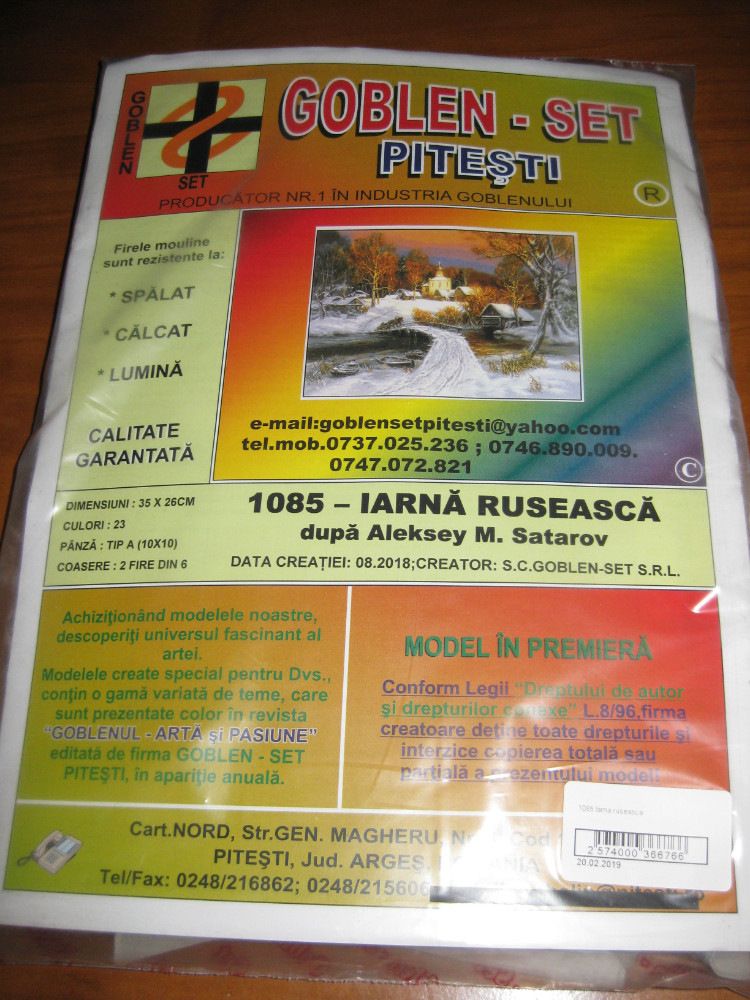 GOBLEN
SET
GOBLEN - SET
PITEŞTI
PRODUCĂTOR NR.1 ÎN INDUSTRIA GOBLENULUI
R
Firele mouline
sunt rezistente la:
* SPĂLAT
* CĂLCAT
* LUMINĂ
CALITATE
GARANTATĂ
e-mail:goblensetpitesti@yahoo.com
tel.mob.0737.025.236 ; 0746.890.009.
0747.072.821
©
DIMENSIUNI : 35 X 26CM
CULORI : 23
PÂNZĂ : TIP A (10X10)
COASERE : 2 FIRE DIN 6
1085 – IARNĂ RUSEASCĂ
după Aleksey M. Satarov
DATA CREAŢIEI: 08.2018;CREATOR: S.C.GOBLEN-SET S.R.L.
Achiziţionând modelele noastre,
descoperiţi universul fascinant al
artei.
Modelele create special pentru Dvs.,
conţin o gamă variată de teme, care
sunt prezentate color în revista
“GOBLENUL - ARTĂ şi PASIUNE”
editată de firma GOBLEN - SET
PITEŞTI, în apariţie anuală.
MODEL ÎN PREMIERĂ
Conform Legii “Dreptului de autor
şi drepturilor conexe” L.8/96,firma
creatoare deţine toate drepturile şi
interzice copierea totală sau
parţială a prezentului model!
Cart.NORD, Str.GEN. MAGHERU, Cod
PITEŞTI, Jud. ARGEŞ,
Tel/Fax: 0248/216862; 0248/215606
1085 Iarna ruseasca
2 574000 366766
20.02.2019